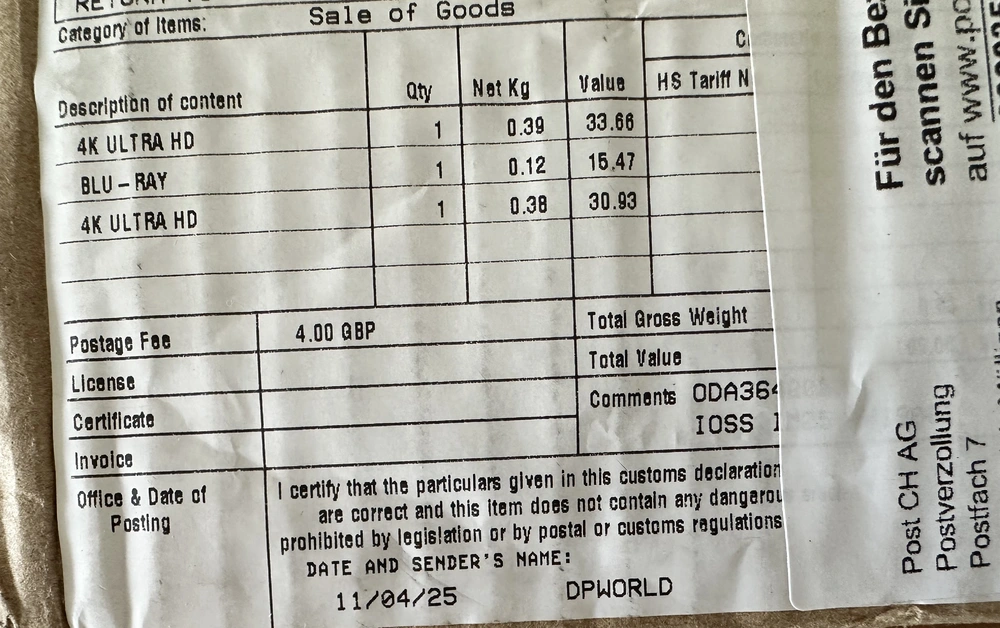 Category of Items: Sale of Goods
Description of content Qty Net Kg Value HS Tariff N
4K ULTRA HD 1 0.39 33.66
BLU-RAY 1 0.12 15.47
4K ULTRA HD 1 0.38 30.93
Postage Fee 4.00 GBP Total Gross Weight
License Total Value
Certificate Comments ODA364
IOSS
Invoice
Office & Date of Posting
I certify that the particulars given in this customs declaration
are correct and this item does not contain any dangerou
prohibited by legislation or by postal or customs regulations
DATE AND SENDER'S NAME:
11/04/25 DPWORLD
Für den Be
scannen Si
auf www.po
Post CH AG
Postverzollung
Postfach 7